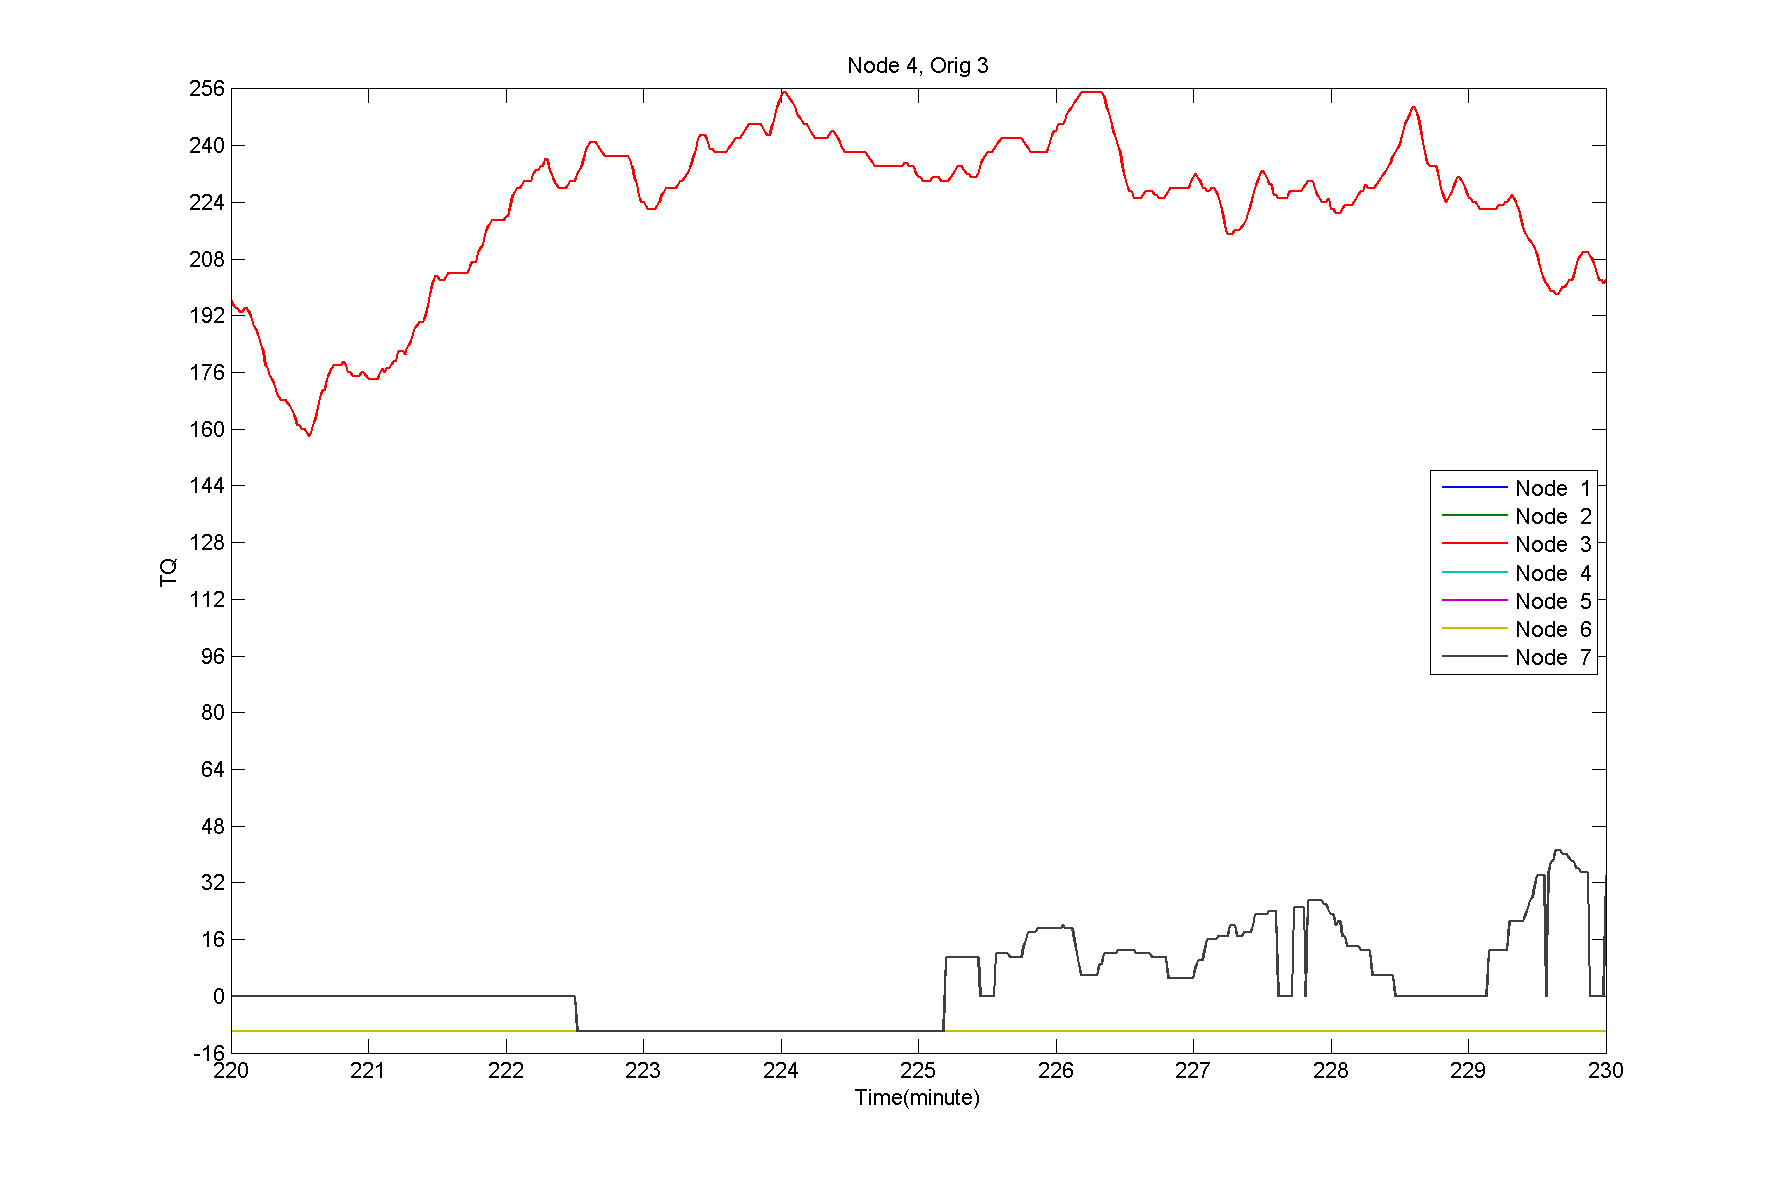 Node 4, Orig 3
256
240
224
208
192
176
160
144
128
112
96
80
64
48
32
16
0
-16
TQ
Node 1
Node 2
Node 3
Node 4
Node 5
Node 6
Node 7
220 221 222 223 224 225 226 227 228 229 230
Time(minute)